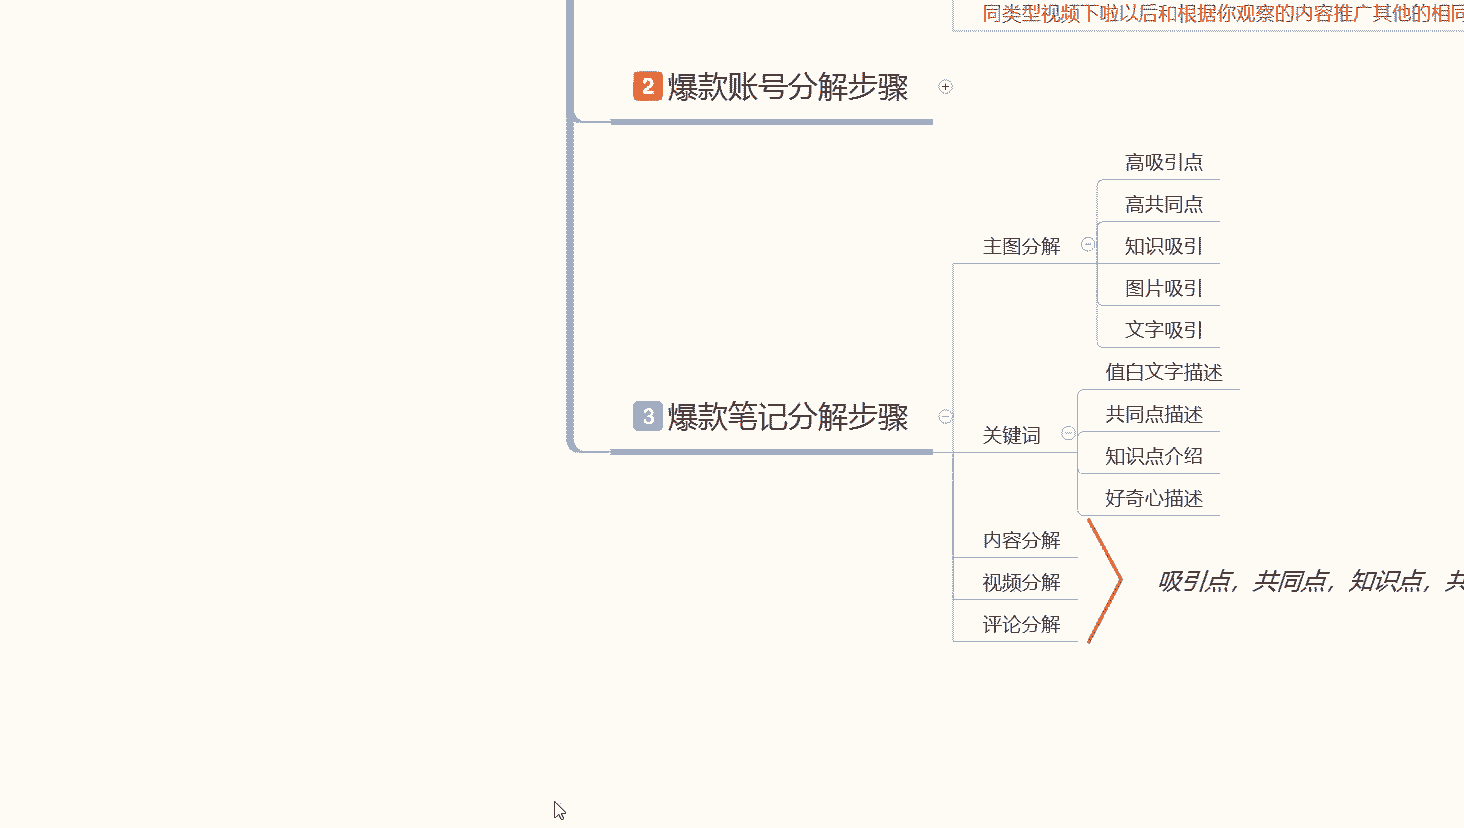 同类型视频下啦以后和根据你观察的内容推广其他的相同
2 爆款账号分解步骤
3 爆款笔记分解步骤
主图分解
高吸引点
高共同点
知识吸引
图片吸引
文字吸引
关键词
值白文字描述
共同点描述
知识点介绍
好奇心描述
内容分解
视频分解
评论分解
吸引点，共同点，知识点，共